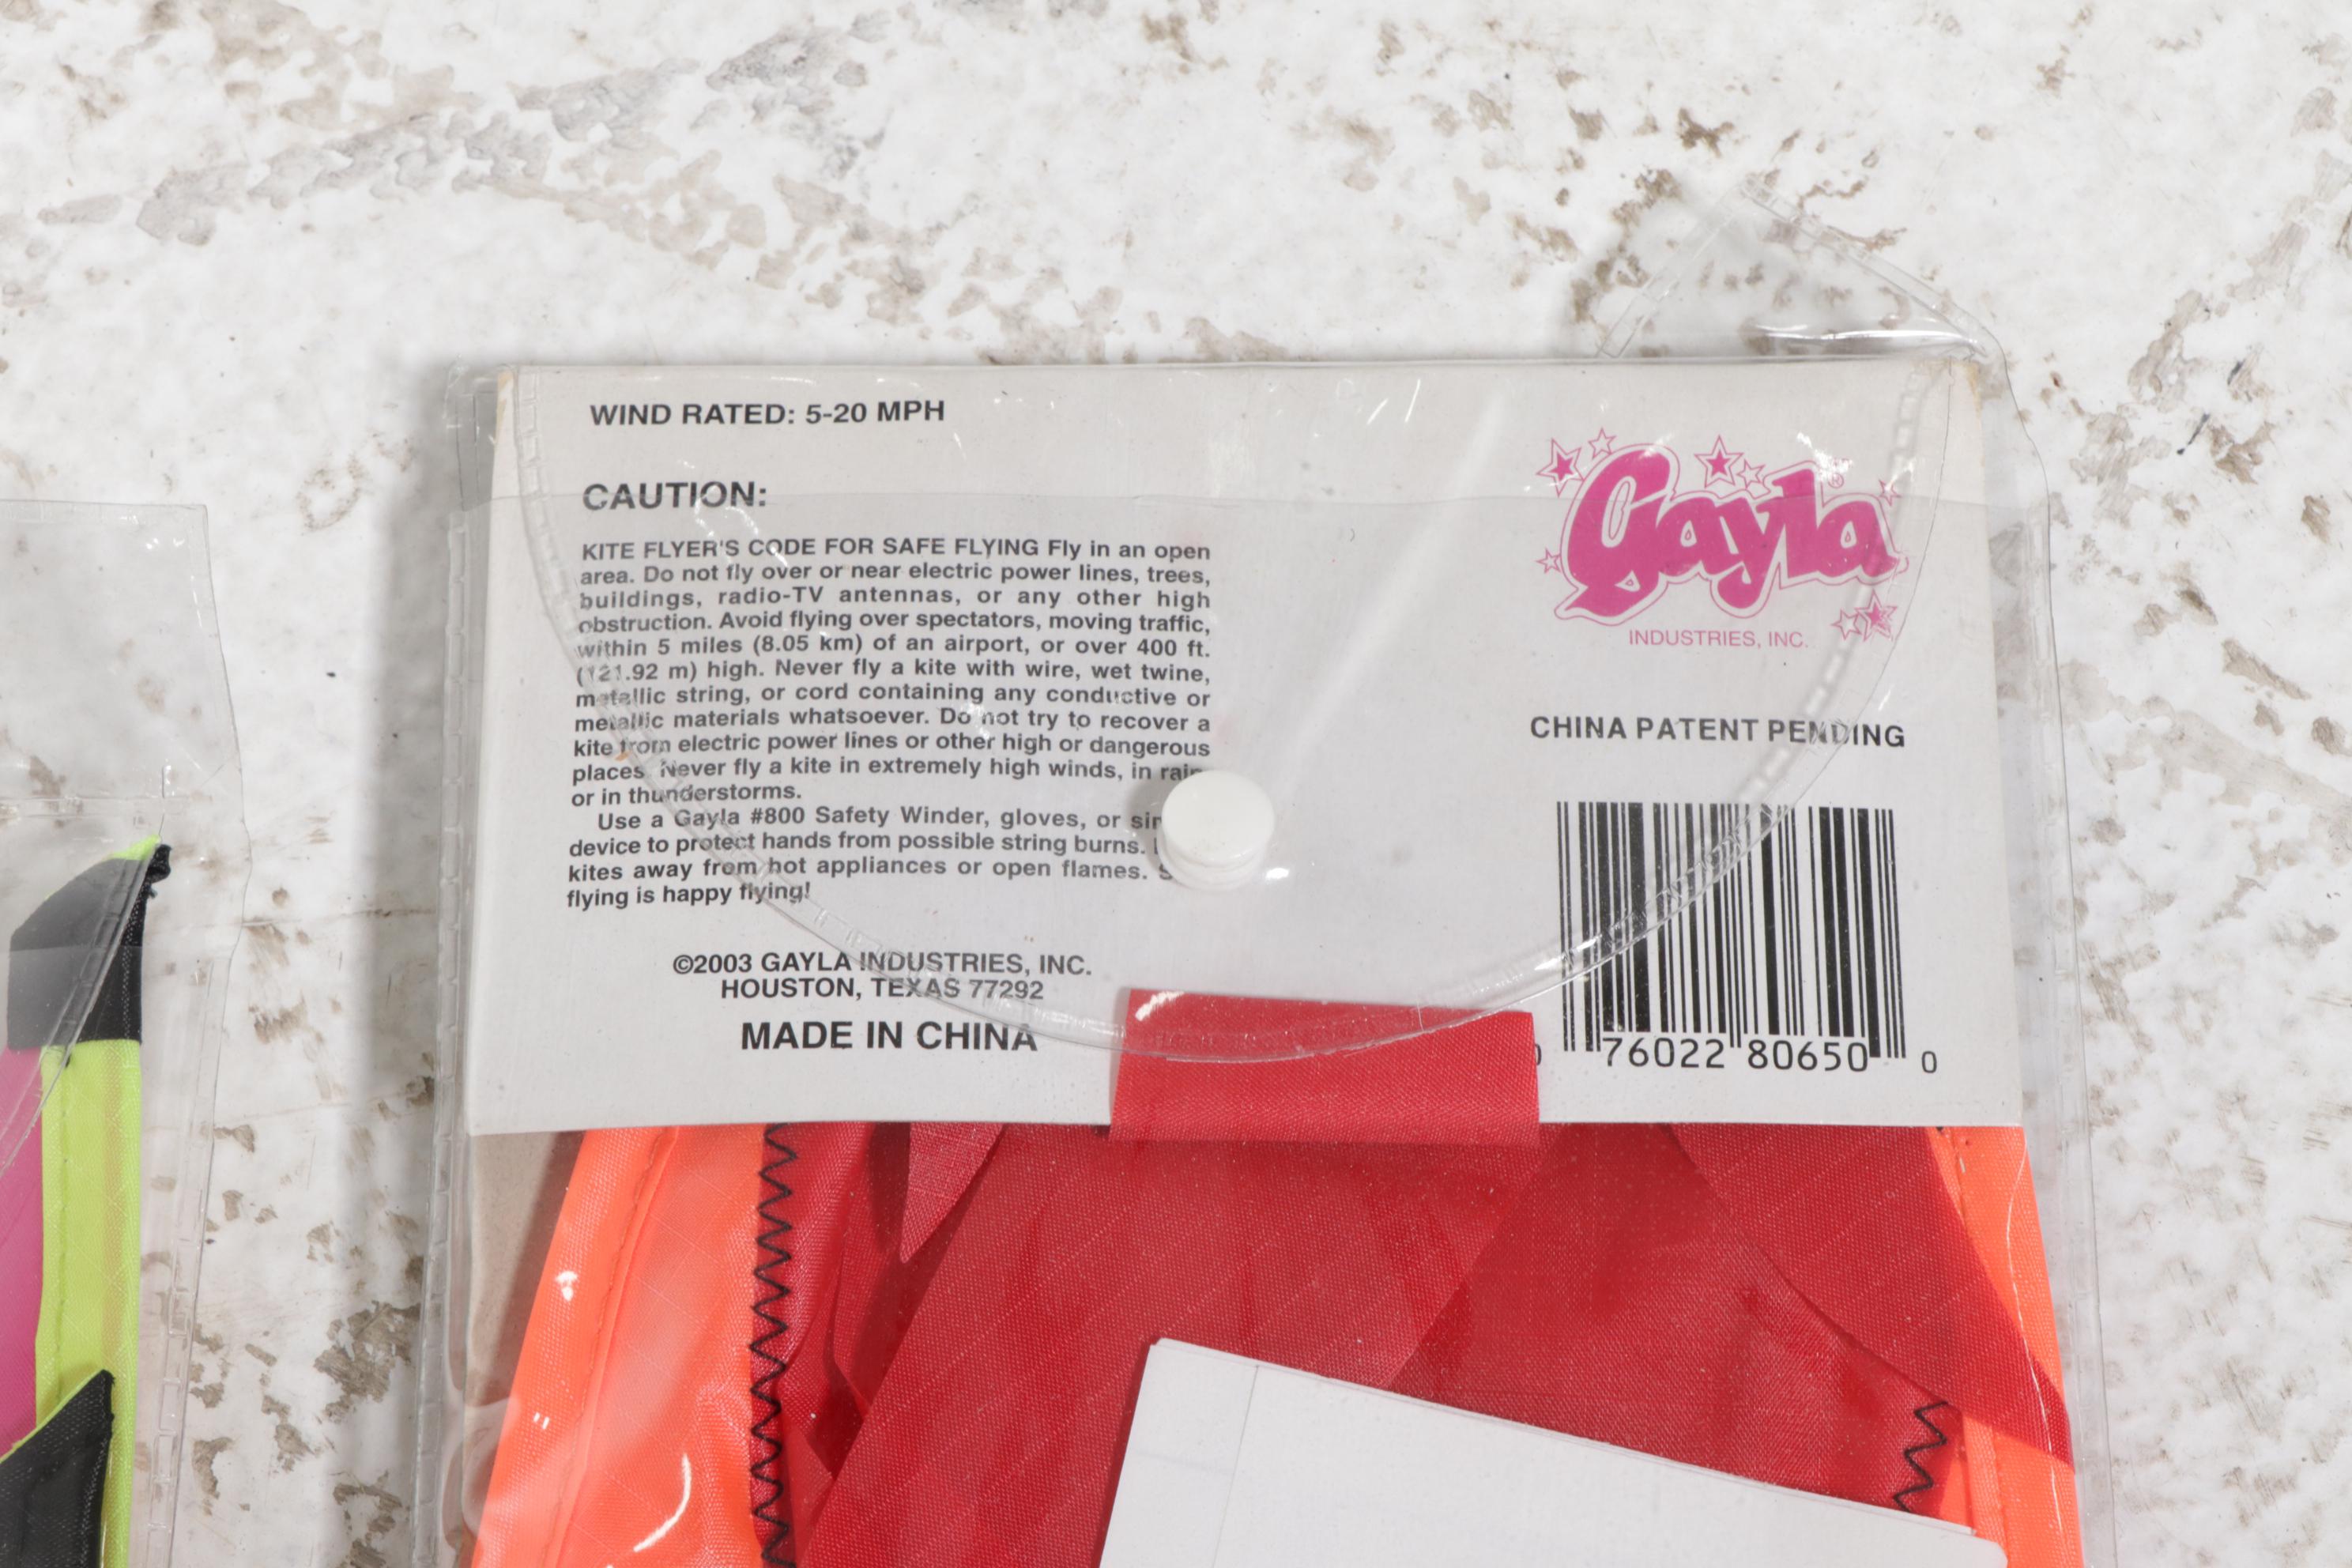 WIND RATED: 5-20 MPH
CAUTION:
KITE FLYER'S CODE FOR SAFE FLYING Fly in an open
area. Do not fly over or near electric power lines, trees,
buildings, radio-TV antennas, or any other high
obstruction. Avoid flying over spectators, moving traffic,
within 5 miles (8.05 km) of an airport, or over 400 ft.
(121.92 m) high. Never fly a kite with wire, wet twine,
metallic string, or cord containing any conductive or
metallic materials whatsoever. Do not try to recover a
kite from electric power lines or other high or dangerous
places. Never fly a kite in extremely high winds, in rain
or in thunderstorms.
Use a Gayla #800 Safety Winder, gloves, or
device to protect hands from possible string burns.
kites away from hot appliances or open flames.
flying is happy flying!
©2003 GAYLA INDUSTRIES, INC.
HOUSTON, TEXAS 77292
MADE IN CHINA
Gayla®
INDUSTRIES, INC.
CHINA PATENT PENDING
0 76022 80650 0